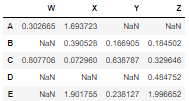 W X Y Z
A 0.302665 1.693723 NaN NaN
B NaN 0.390528 0.166905 0.184502
C 0.807706 0.072960 0.638787 0.329646
D NaN NaN NaN 0.484752
E NaN 1.901755 0.238127 1.996652